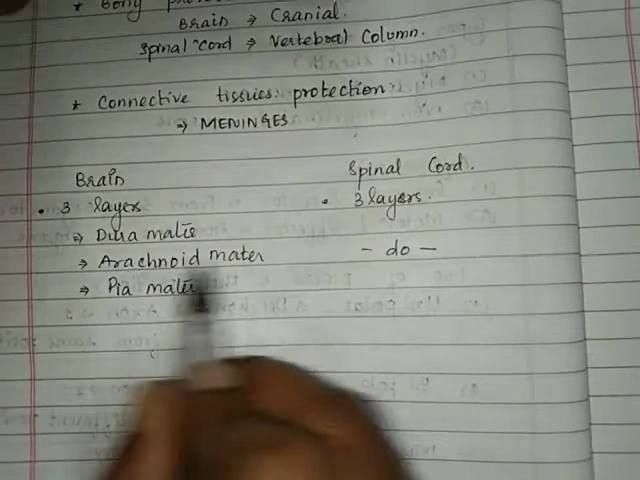 * Bony
Brain → Cranial.
Spinal cord → Vertebral Column.
* Connective tissues protection
→ MENINGES
Brain Spinal Cord.
• 3 layers • 3 layers.
→ Dura mater
→ Arachnoid mater – do –
→ Pia mater